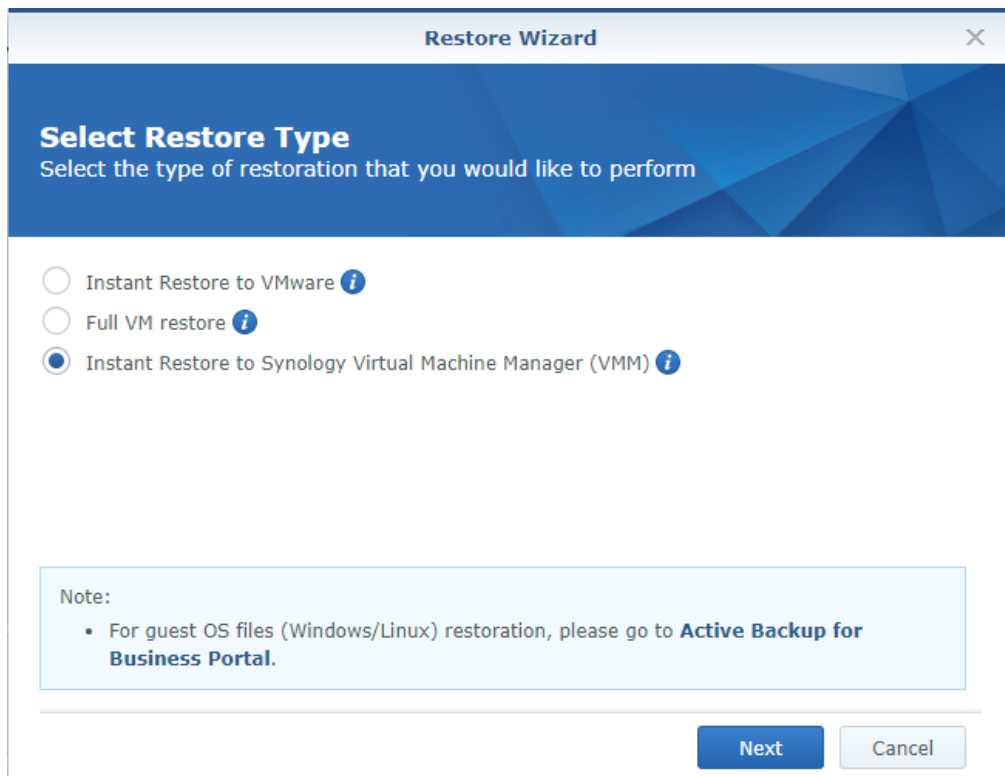 Restore Wizard
Select Restore Type
Select the type of restoration that you would like to perform
Instant Restore to VMware
Full VM restore
Instant Restore to Synology Virtual Machine Manager (VMM)
Note:
• For guest OS files (Windows/Linux) restoration, please go to Active Backup for
Business Portal.
Next Cancel